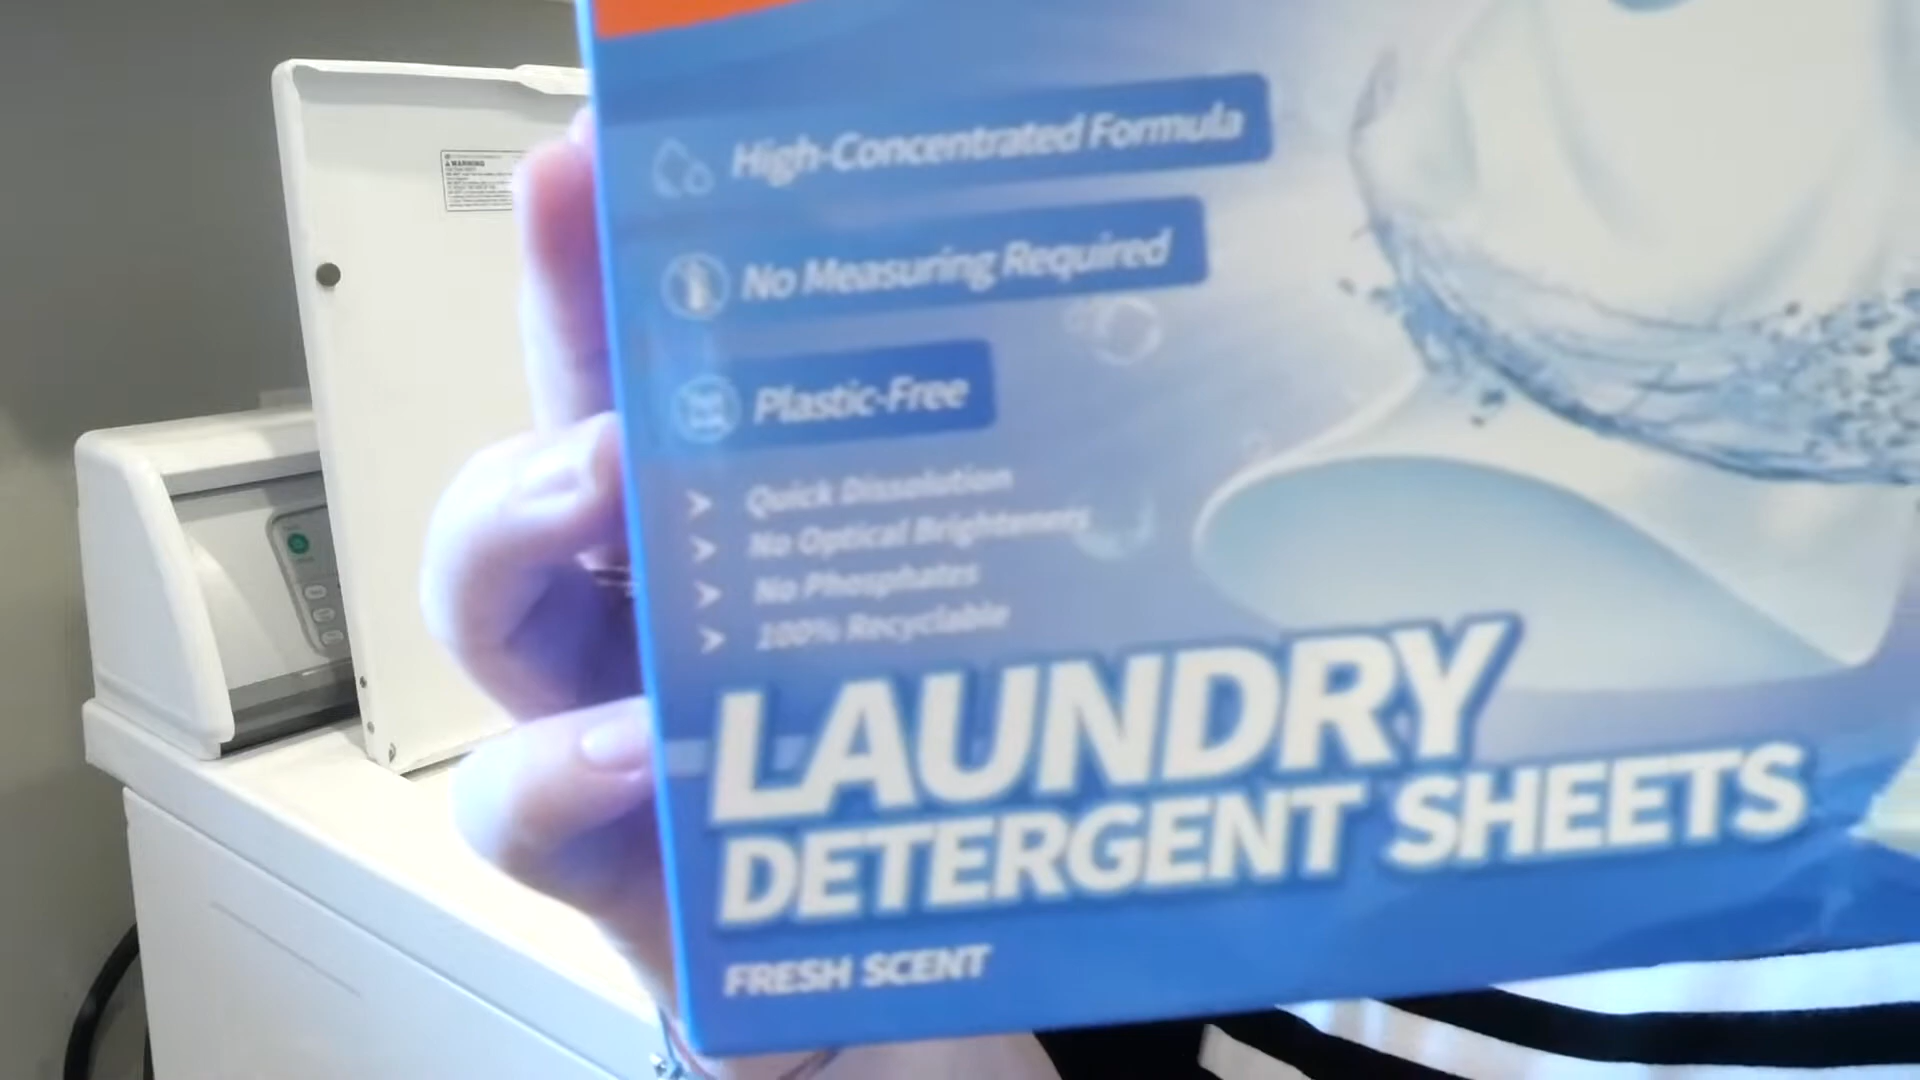 WARNING
High-Concentrated Formula
No Measuring Required
Plastic-Free
Quick Dissolution
No Optical Brighteners
No Phosphates
100% Recyclable
LAUNDRY
DETERGENT SHEETS
FRESH SCENT